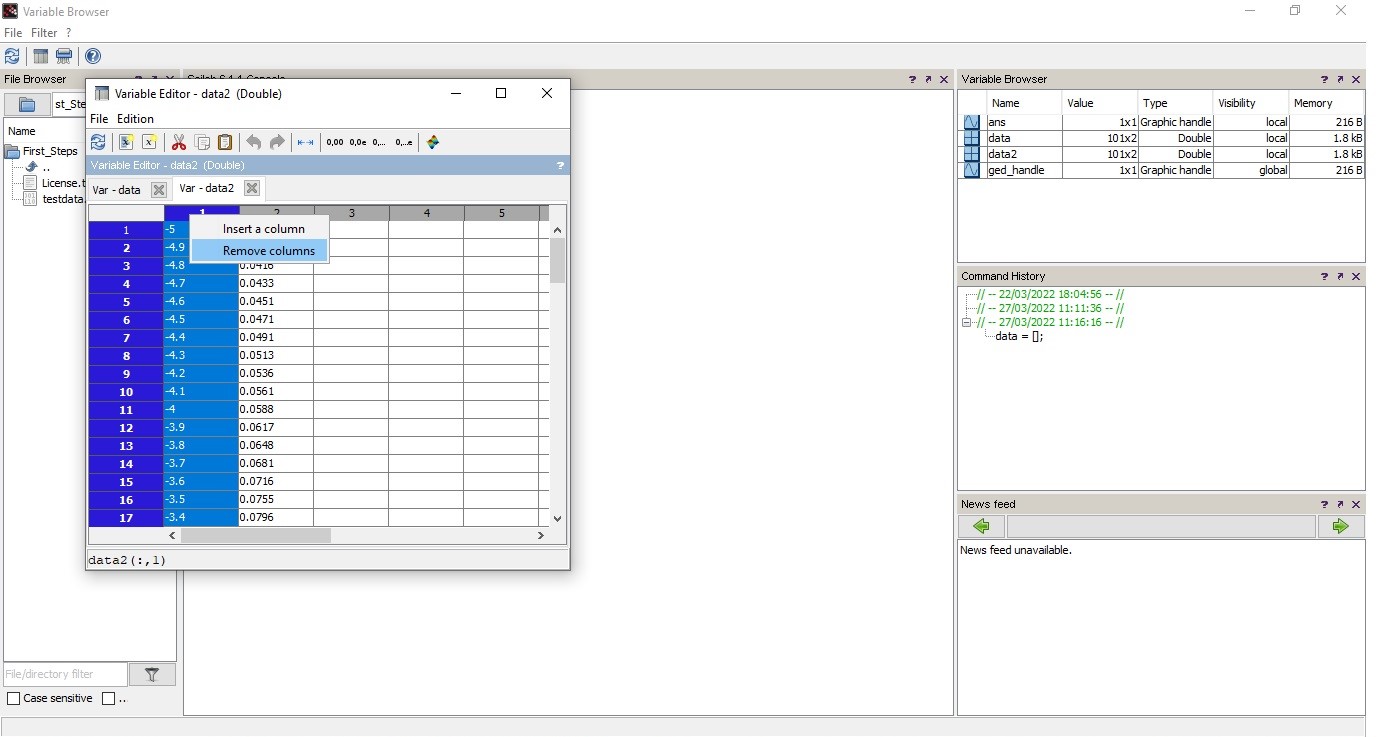 Variable Browser
File Filter ?
File Browser ? ↗ X
st_Ste
Name
First_Steps
..
License.t
testdata.
File/directory filter
Case sensitive ...
Scilab 6.1.1 Console ? ↗ X
Variable Editor - data2 (Double)
File Edition
0,00 0,0e 0,... 0,...e
Variable Editor - data2 (Double) ?
Var - data Var - data2
1 2 3 4 5
Insert a column
Remove columns
1 -5
2 -4.9
3 -4.8 0.0416
4 -4.7 0.0433
5 -4.6 0.0451
6 -4.5 0.0471
7 -4.4 0.0491
8 -4.3 0.0513
9 -4.2 0.0536
10 -4.1 0.0561
11 -4 0.0588
12 -3.9 0.0617
13 -3.8 0.0648
14 -3.7 0.0681
15 -3.6 0.0716
16 -3.5 0.0755
17 -3.4 0.0796
data2(:,1)
Variable Browser ? ↗ X
Name Value Type Visibility Memory
ans 1x1 Graphic handle local 216 B
data 101x2 Double local 1.8 kB
data2 101x2 Double local 1.8 kB
ged_handle 1x1 Graphic handle global 216 B
Command History ? ↗ X
// -- 22/03/2022 18:04:56 -- //
// -- 27/03/2022 11:11:36 -- //
// -- 27/03/2022 11:16:16 -- //
data = [];
News feed ? ↗ X
News feed unavailable.